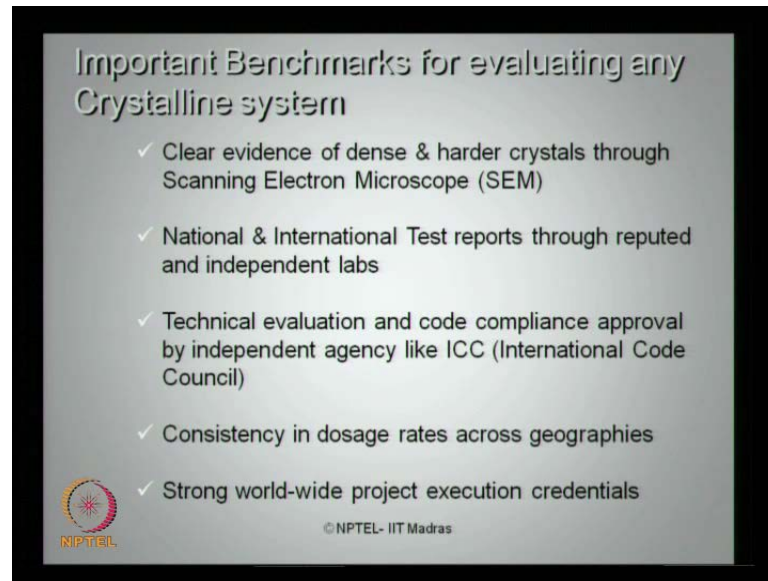 Important Benchmarks for evaluating any
Crystalline system
✓ Clear evidence of dense & harder crystals through
Scanning Electron Microscope (SEM)
✓ National & International Test reports through reputed
and independent labs
✓ Technical evaluation and code compliance approval
by independent agency like ICC (International Code
Council)
✓ Consistency in dosage rates across geographies
✓ Strong world-wide project execution credentials
NPTEL
©NPTEL- IIT Madras